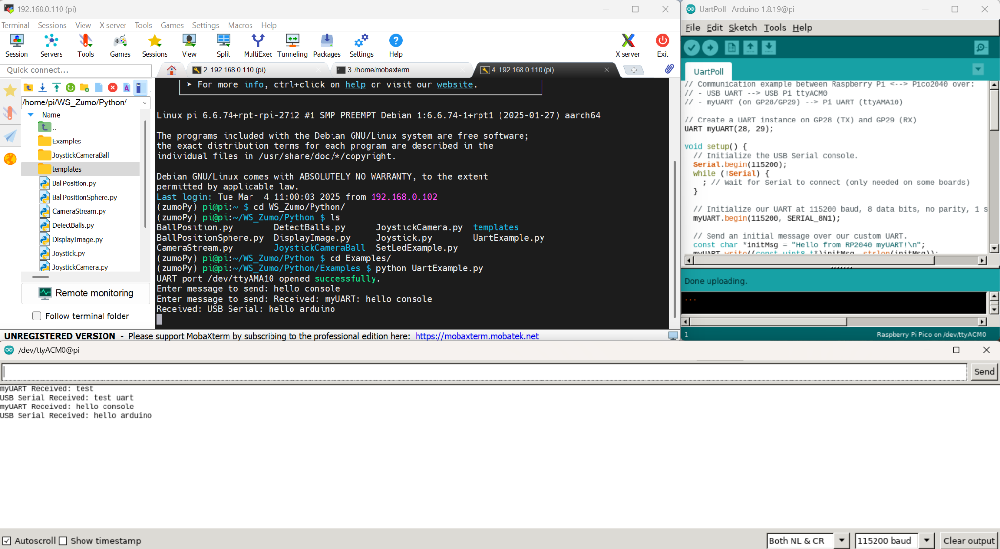 192.168.0.110 (pi)
Terminal Sessions View X server Tools Games Settings Macros Help
Session Servers Tools Games Sessions View Split MultiExec Tunneling Packages Settings Help X server Exit
Quick connect...
2. 192.168.0.110 (pi)
3. /home/mobaxterm
4. 192.168.0.110 (pi)
/home/pi/WS_Zumo/Python/
Name
..
Examples
JoystickCameraBall
templates
BallPosition.py
BallPositionSphere.py
CameraStream.py
DetectBalls.py
DisplayImage.py
Joystick.py
JoystickCamera.py
Remote monitoring
Follow terminal folder
➤ For more info, ctrl+click on help or visit our website.
Linux pi 6.6.74+rpt-rpi-2712 #1 SMP PREEMPT Debian 1:6.6.74-1+rpt1 (2025-01-27) aarch64
The programs included with the Debian GNU/Linux system are free software;
the exact distribution terms for each program are described in the
individual files in /usr/share/doc/*/copyright.
Debian GNU/Linux comes with ABSOLUTELY NO WARRANTY, to the extent
permitted by applicable law.
Last login: Tue Mar  4 11:00:03 2025 from 192.168.0.102
(zumoPy) pi@pi:~ $ cd WS_Zumo/Python/
(zumoPy) pi@pi:~/WS_Zumo/Python $ ls
BallPosition.py DetectBalls.py JoystickCamera.py templates
BallPositionSphere.py DisplayImage.py Joystick.py UartExample.py
CameraStream.py JoystickCameraBall SetLedExample.py
(zumoPy) pi@pi:~/WS_Zumo/Python $ cd Examples/
(zumoPy) pi@pi:~/WS_Zumo/Python/Examples $ python UartExample.py
UART port /dev/ttyAMA10 opened successfully.
Enter message to send: hello console
Enter message to send: Received: myUART: hello console
Received: USB Serial: hello arduino
UNREGISTERED VERSION - Please support MobaXterm by subscribing to the professional edition here: https://mobaxterm.mobatek.net
UartPoll | Arduino 1.8.19@pi
File Edit Sketch Tools Help
UartPoll
// Communication example between Raspberry Pi <--> Pico2040 over:
// - USB UART --> USB Pi ttyACM0
// - myUART (on GP28/GP29) --> Pi UART (ttyAMA10)
// Create a UART instance on GP28 (TX) and GP29 (RX)
UART myUART(28, 29);
void setup() {
// Initialize the USB Serial console.
Serial.begin(115200);
while (!Serial) {
; // Wait for Serial to connect (only needed on some boards)
}
// Initialize our UART at 115200 baud, 8 data bits, no parity, 1 s
myUART.begin(115200, SERIAL_8N1);
// Send an initial message over our custom UART.
const char *initMsg = "Hello from RP2040 myUART!\n";
myUART.write((const uint8_t*)initMsg, strlen(initMsg));
Done uploading.
...
1
Raspberry Pi Pico on /dev/ttyACM0
/dev/ttyACM0@pi
Send
myUART Received: test
USB Serial Received: test uart
myUART Received: hello console
USB Serial Received: hello arduino
Autoscroll Show timestamp
Both NL & CR
115200 baud
Clear output